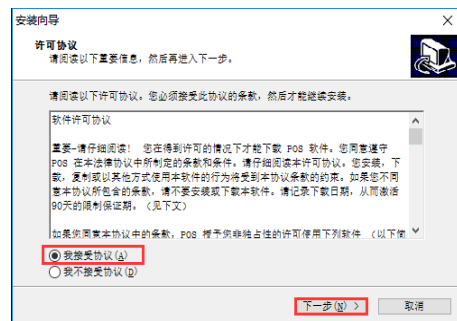 安装向导
许可协议
请阅读以下重要信息，然后再进入下一步。
请阅读以下许可协议。您必须接受此协议的条款，然后才能继续安装。
软件许可协议
重要-请仔细阅读！ 您在得到许可的情况下才能下载 POS 软件。您同意遵守
POS 在本法律协议中所制定的条款和条件。请仔细阅读本许可协议。您安装，下
载，复制或以其他方式使用本软件的行为将受到本协议条款的约束。如果您不同
意本协议所包含的条款，请不要安装或下载本软件。请记录下载日期，从而激活
90天的限制保证期。（见下文）
如果您同意本协议中的条款，POS 授予您非独占性的许可使用下列软件 （以下简
我接受协议(A)
我不接受协议(D)
下一步(N) >
取消